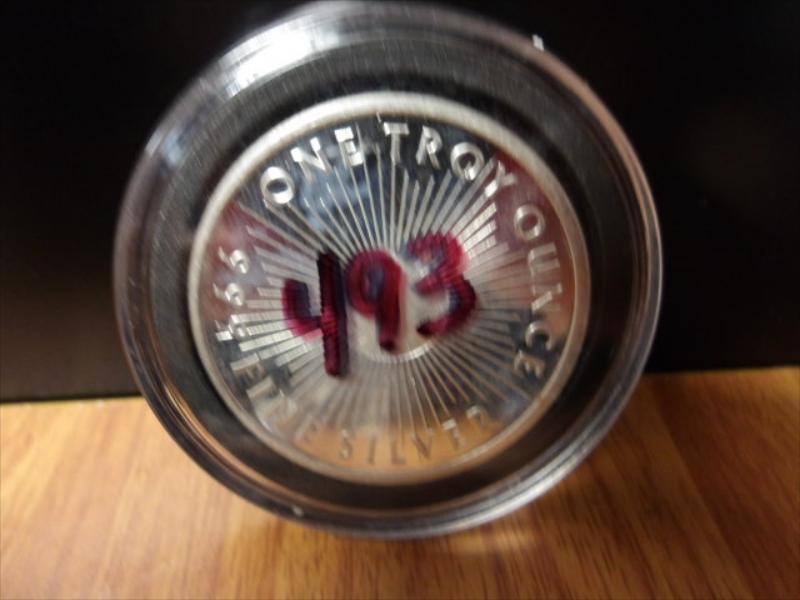 ONE TROY OUNCE
.999 FINE SILVER
493